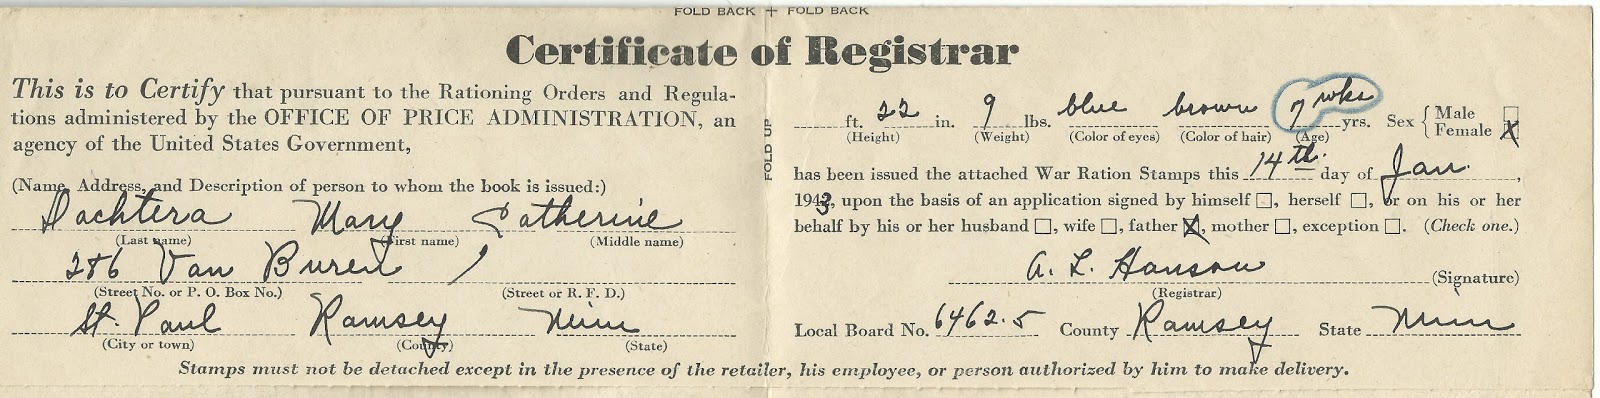 FOLD BACK + FOLD BACK
Certificate of Registrar
This is to Certify that pursuant to the Rationing Orders and Regula-
tions administered by the OFFICE OF PRICE ADMINISTRATION, an
agency of the United States Government,
(Name, Address, and Description of person to whom the book is issued:)
Dachtera Mary Catherine
(Last name) (First name) (Middle name)
286 Van Buren
(Street No. or P. O. Box No.) (Street or R. F. D.)
St. Paul Ramsey Minn
(City or town) (County) (State)
FOLD UP
ft. 22 in. 9 lbs. blue brown 7 wks yrs. Sex { Male
Female X
(Height) (Weight) (Color of eyes) (Color of hair) (Age)
has been issued the attached War Ration Stamps this 14th. day of Jan.,
1943, upon the basis of an application signed by himself □, herself □, or on his or her
behalf by his or her husband □, wife □, father X, mother □, exception □. (Check one.)
A. L. Hanson (Signature)
(Registrar)
Local Board No. 6462.5 County Ramsey State Minn
Stamps must not be detached except in the presence of the retailer, his employee, or person authorized by him to make delivery.